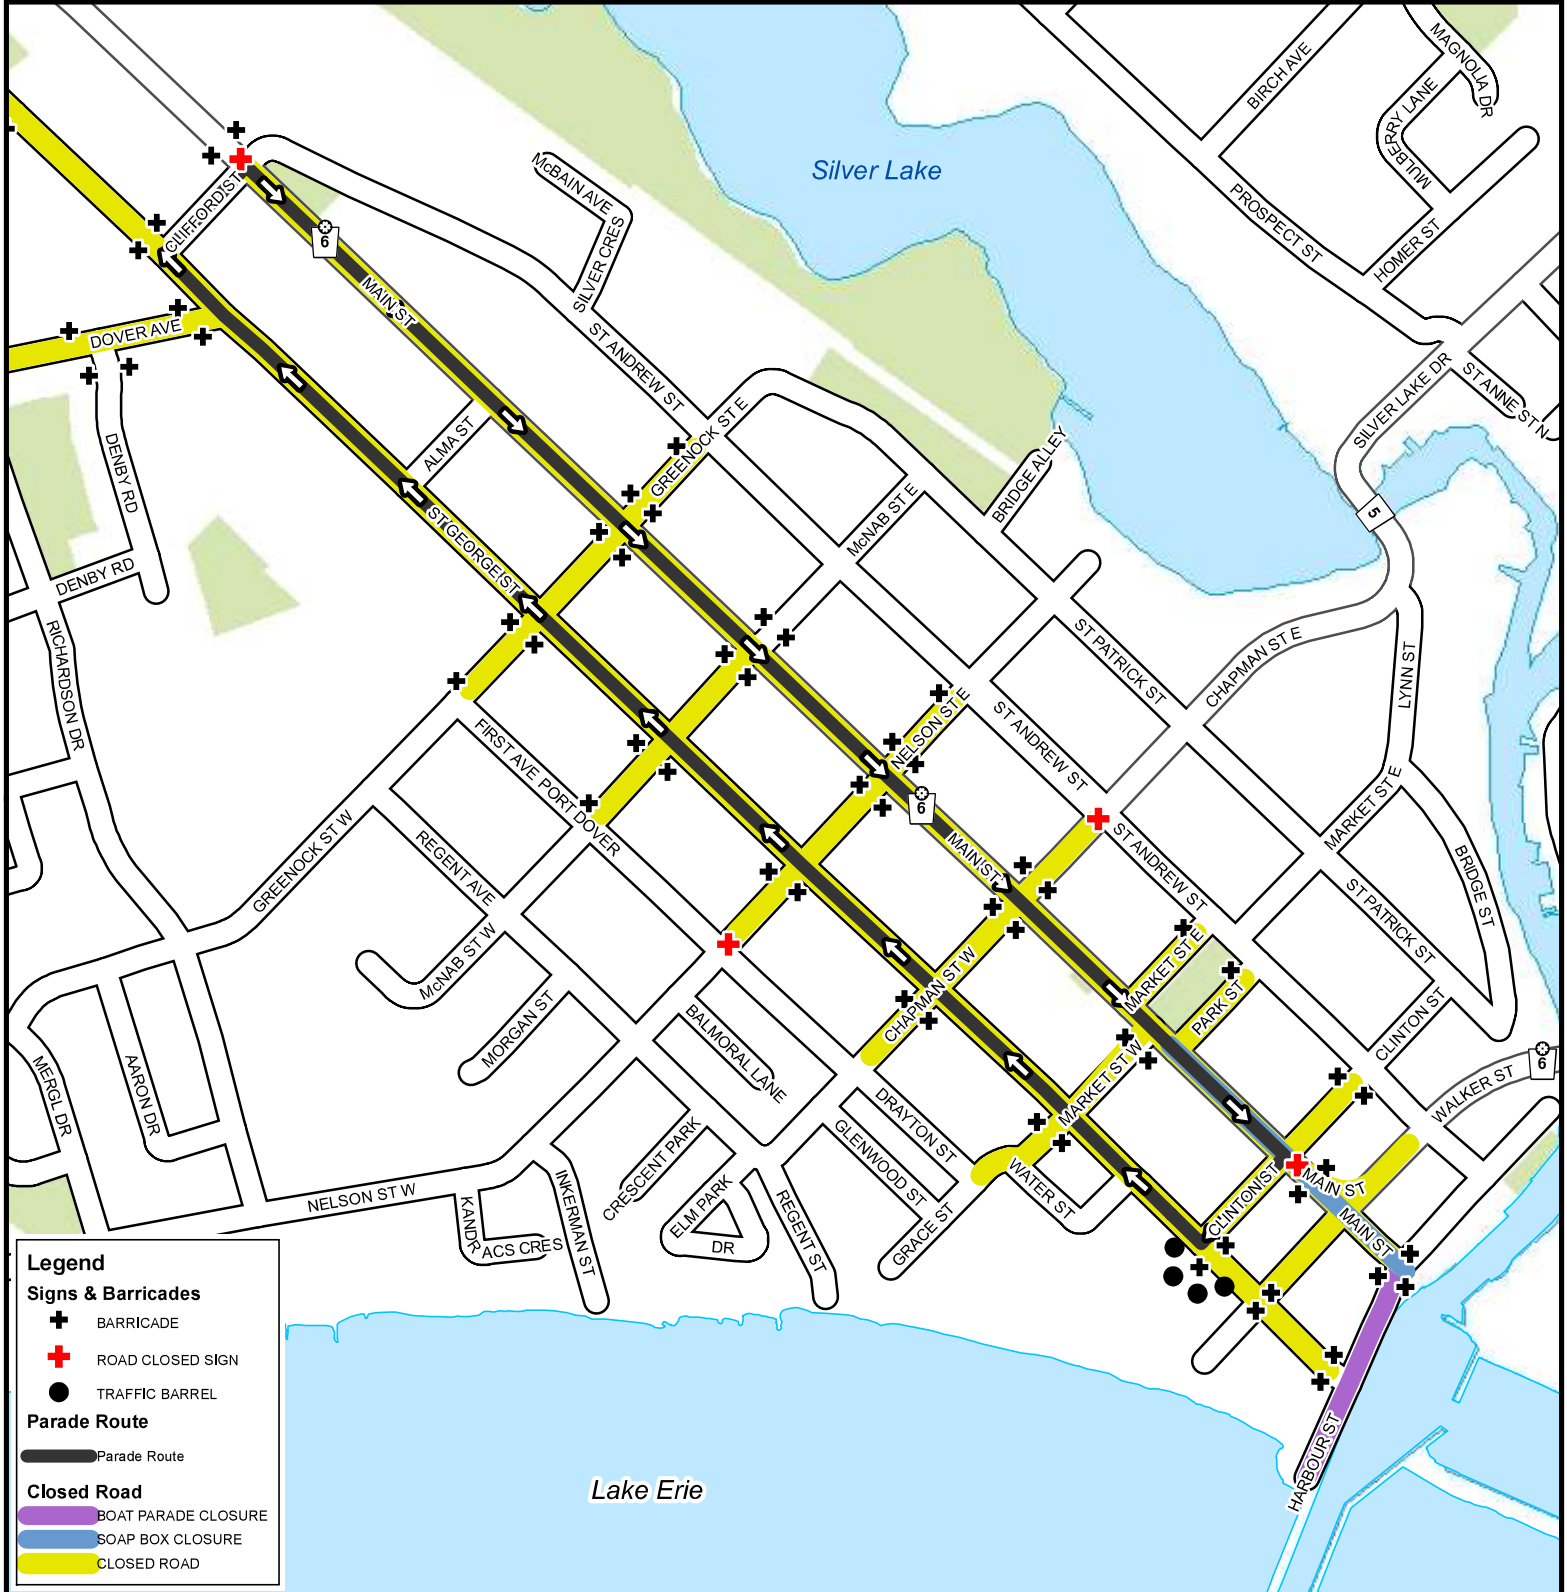 Silver Lake
BIRCH AVE
MAGNOLIA DR
MULBERRY LANE
PROSPECT ST
HOMER ST
McBAIN AVE
SILVER CRES
CLIFFORD ST
6
MAIN ST
ST ANDREW ST
DOVER AVE
SILVER LAKE DR
ST ANNE ST N
ALMA ST
GREENOCK ST E
DENBY RD
BRIDGE ALLEY
McNAB ST E
5
ST GEORGE ST
DENBY RD
RICHARDSON DR
ST PATRICK ST
CHAPMAN ST E
LYNN ST
NELSON ST E
ST ANDREW ST
FIRST AVE PORT DOVER
6
MAIN ST
MARKET ST E
GREENOCK ST W
REGENT AVE
ST ANDREW ST
BRIDGE ST
ST PATRICK ST
McNAB ST W
CHAPMAN ST W
MARKET ST E
PARK ST
MORGAN ST
BALMORAL LANE
CLINTON ST
6
WALKER ST
MERGL DR
AARON DR
MARKET ST W
DRAYTON ST
GLENWOOD ST
CRESCENT PARK
WATER ST
CLINTON ST
MAIN ST
MAIN ST
NELSON ST W
KANDR
ACS CRES
INKERMAN ST
ELM PARK
DR
REGENT ST
GRACE ST
HARBOUR ST
Lake Erie
Legend
Signs & Barricades
BARRICADE
ROAD CLOSED SIGN
TRAFFIC BARREL
Parade Route
Parade Route
Closed Road
BOAT PARADE CLOSURE
SOAP BOX CLOSURE
CLOSED ROAD